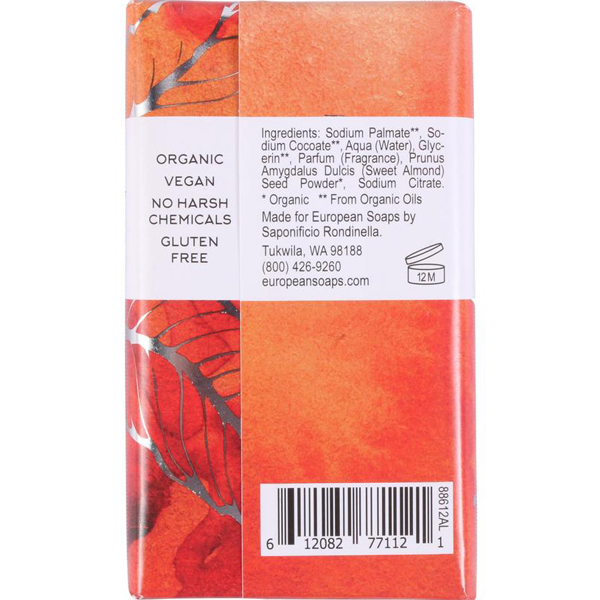 ORGANIC
VEGAN
NO HARSH
CHEMICALS
GLUTEN
FREE
Ingredients: Sodium Palmate**, So-
dium Cocoate**, Aqua (Water), Glyc-
erin**, Parfum (Fragrance), Prunus
Amygdalus Dulcis (Sweet Almond)
Seed Powder*, Sodium Citrate.
* Organic ** From Organic Oils
Made for European Soaps by
Saponificio Rondinella.
Tukwila, WA 98188
(800) 426-9260
europeansoaps.com
12 M
88612AL
6 12082 77112 1